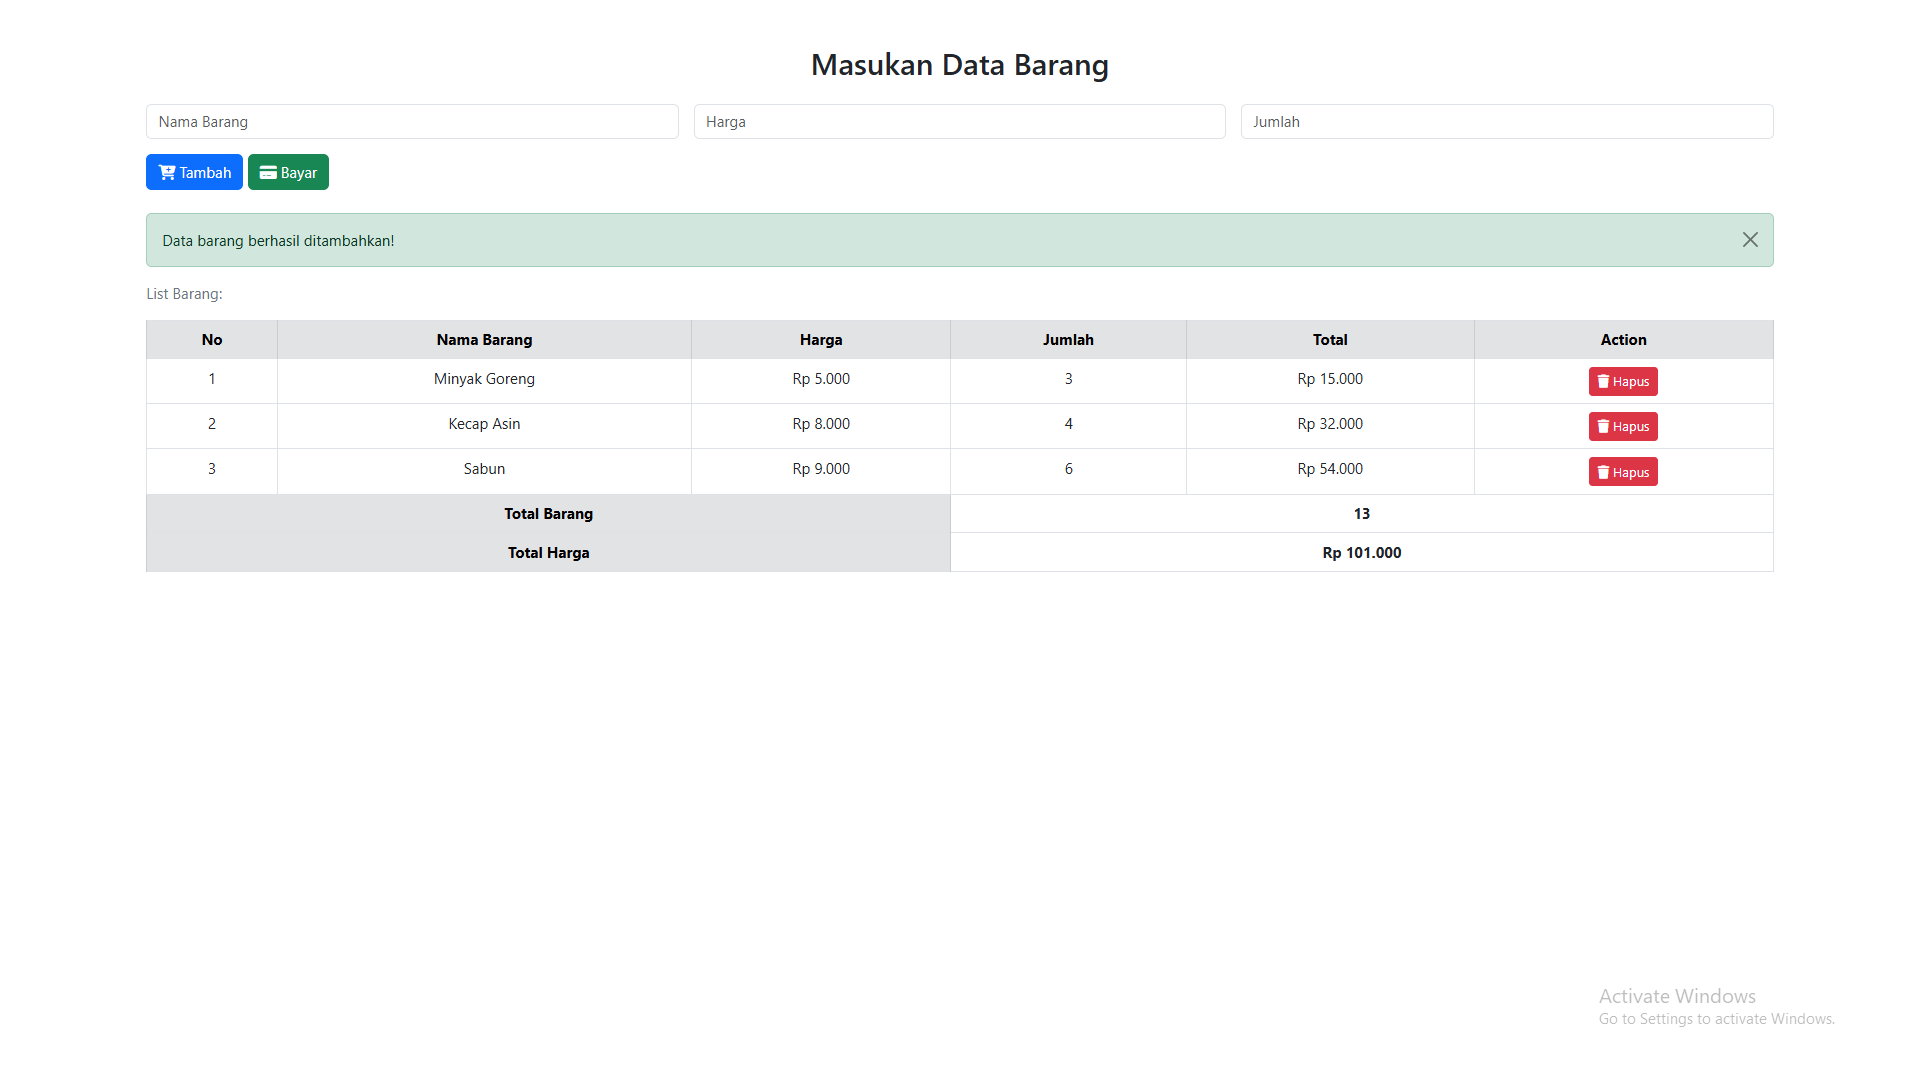 Masukan Data Barang
Nama Barang Harga Jumlah
Tambah Bayar
Data barang berhasil ditambahkan!
List Barang:
No Nama Barang Harga Jumlah Total Action
1 Minyak Goreng Rp 5.000 3 Rp 15.000 Hapus
2 Kecap Asin Rp 8.000 4 Rp 32.000 Hapus
3 Sabun Rp 9.000 6 Rp 54.000 Hapus
Total Barang 13
Total Harga Rp 101.000
Activate Windows
Go to Settings to activate Windows.